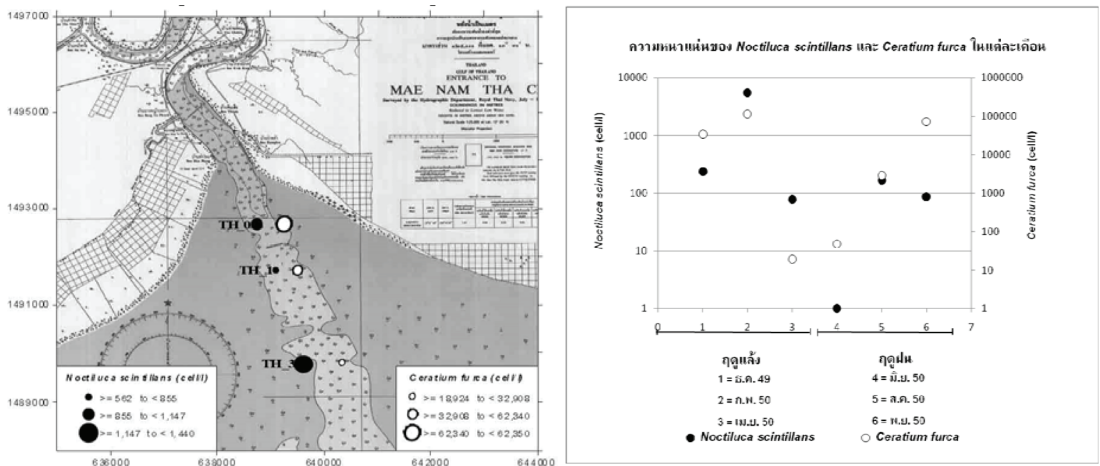 1497000
1495000
1493000
1491000
1489000
636000
638000
640000
642000
644000
THAILAND
GULF OF THAILAND
ENTRANCE TO
MAE NAM THA C
TH_0
TH_1
TH_3
Noctiluca scintillans (cell/l)
>= 562 to < 855
>= 855 to < 1,147
>= 1,147 to < 1,440
Ceratium furca (cell/l)
>= 18,924 to < 32,908
>= 32,908 to < 62,340
>= 62,340 to < 62,350
ความหนาแน่นของ Noctiluca scintillans และ Ceratium furca ในแต่ละเดือน
10000
1000
100
10
1
Noctiluca scintillans (cell/l)
1000000
100000
10000
1000
100
10
1
Ceratium furca (cell/l)
0 1 2 3 4 5 6 7
ฤดูแล้ง ฤดูฝน
1 = ธ.ค. 49 4 = มิ.ย. 50
2 = ก.พ. 50 5 = ส.ค. 50
3 = เม.ย. 50 6 = พ.ย. 50
Noctiluca scintillans Ceratium furca